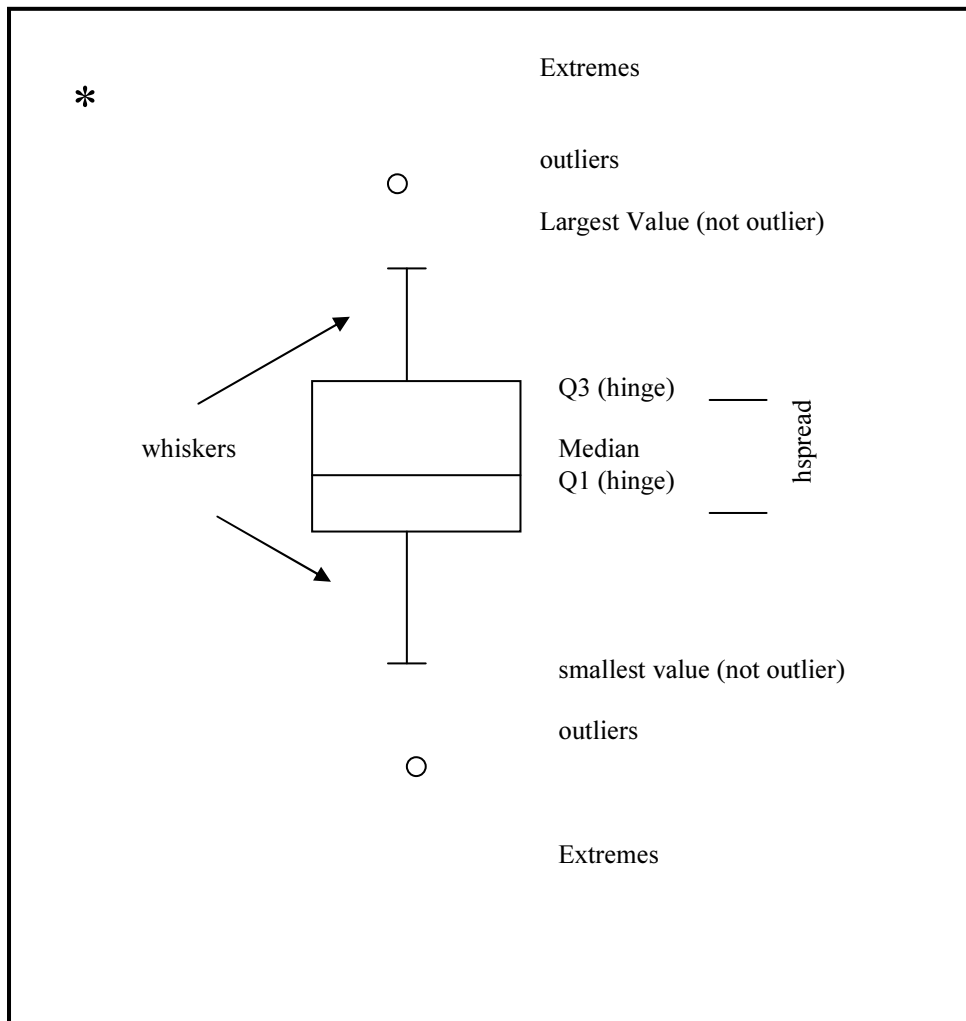 Extremes
*
outliers
Largest Value (not outlier)
Q3 (hinge)
hspread
whiskers
Median
Q1 (hinge)
smallest value (not outlier)
outliers
Extremes